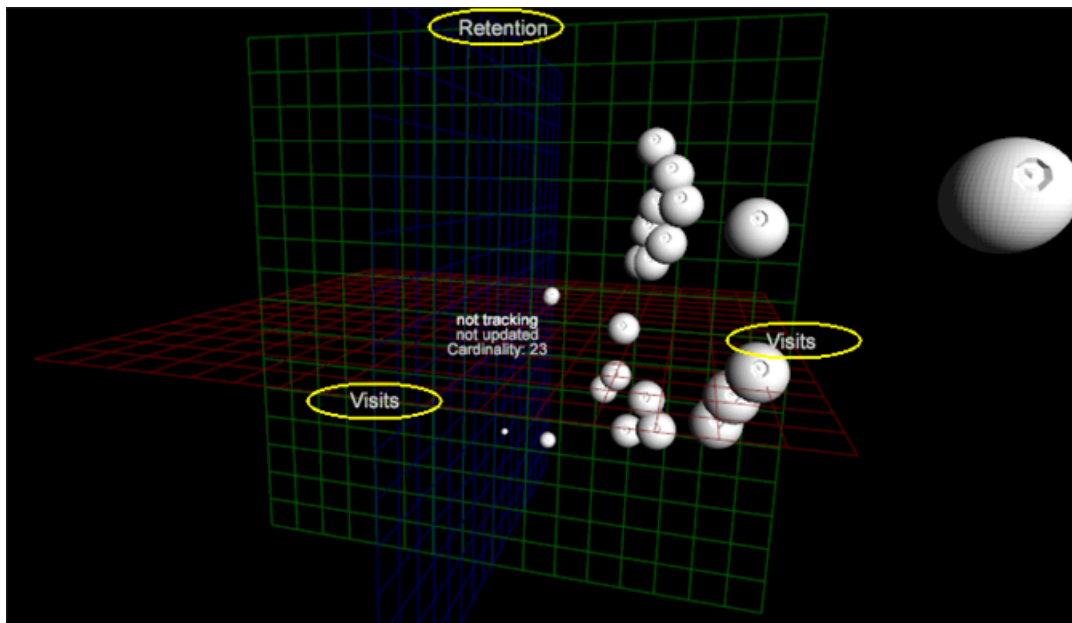 Retention
not tracking
not updated
Cardinality: 23
Visits
Visits